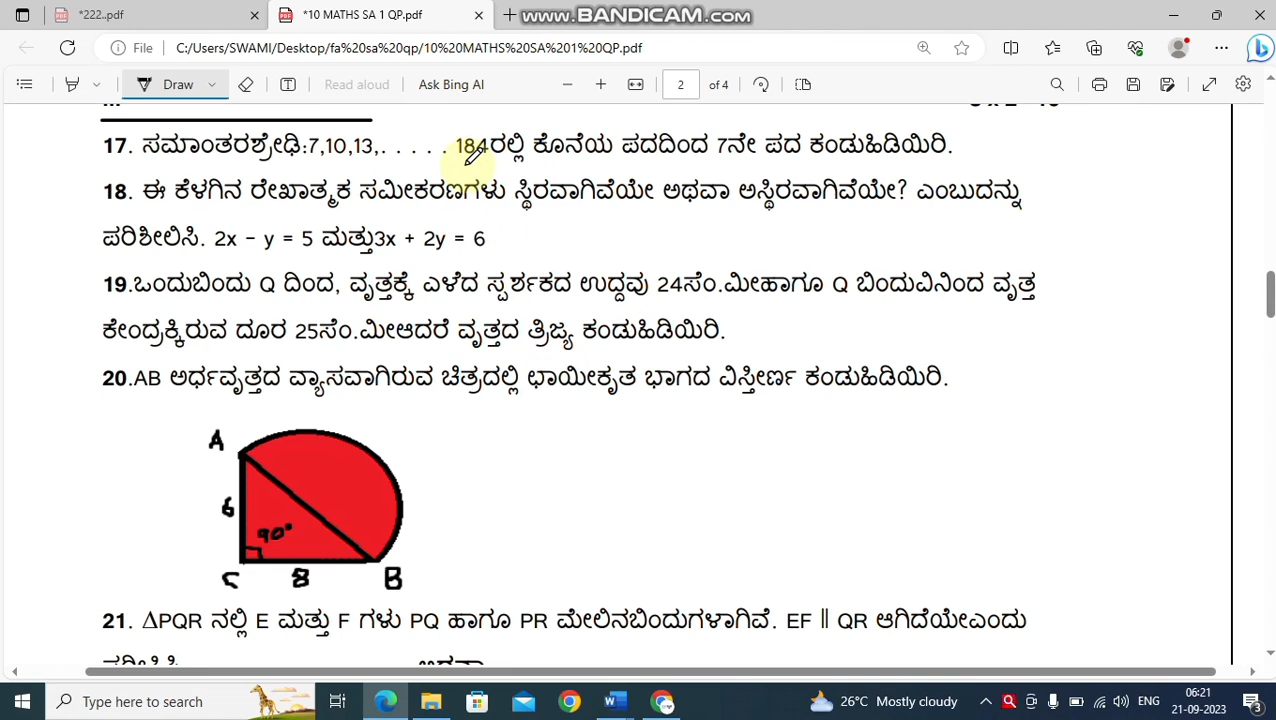 *222..pdf
*10 MATHS SA 1 QP.pdf
www.BANDICAM.com
File
C:/Users/SWAMI/Desktop/fa%20sa%20qp/10%20MATHS%20SA%201%20QP.pdf
Draw
Read aloud
Ask Bing AI
2
of 4
17. ಸಮಾಂತರಶ್ರೇಢಿ:7,10,13,. . . . . 184ರಲ್ಲಿ ಕೊನೆಯ ಪದದಿಂದ 7ನೇ ಪದ ಕಂಡುಹಿಡಿಯಿರಿ.
18. ಈ ಕೆಳಗಿನ ರೇಖಾತ್ಮಕ ಸಮೀಕರಣಗಳು ಸ್ಥಿರವಾಗಿವೆಯೇ ಅಥವಾ ಅಸ್ಥಿರವಾಗಿವೆಯೇ? ಎಂಬುದನ್ನು
ಪರಿಶೀಲಿಸಿ. 2x − y = 5 ಮತ್ತು3x + 2y = 6
19.ಒಂದುಬಿಂದು Q ದಿಂದ, ವೃತ್ತಕ್ಕೆ ಎಳೆದ ಸ್ಪರ್ಶಕದ ಉದ್ದವು 24ಸೆಂ.ಮೀಹಾಗೂ Q ಬಿಂದುವಿನಿಂದ ವೃತ್ತ
ಕೇಂದ್ರಕ್ಕಿರುವ ದೂರ 25ಸೆಂ.ಮೀಆದರೆ ವೃತ್ತದ ತ್ರಿಜ್ಯ ಕಂಡುಹಿಡಿಯಿರಿ.
20.AB ಅರ್ಧವೃತ್ತದ ವ್ಯಾಸವಾಗಿರುವ ಚಿತ್ರದಲ್ಲಿ ಛಾಯೀಕೃತ ಭಾಗದ ವಿಸ್ತೀರ್ಣ ಕಂಡುಹಿಡಿಯಿರಿ.
A
6
90°
C 8 B
21. ∆PQR ನಲ್ಲಿ E ಮತ್ತು F ಗಳು PQ ಹಾಗೂ PR ಮೇಲಿನಬಿಂದುಗಳಾಗಿವೆ. EF ∥ QR ಆಗಿದೆಯೇಎಂದು
Type here to search
26°C Mostly cloudy
ENG
06:21
21-09-2023
3